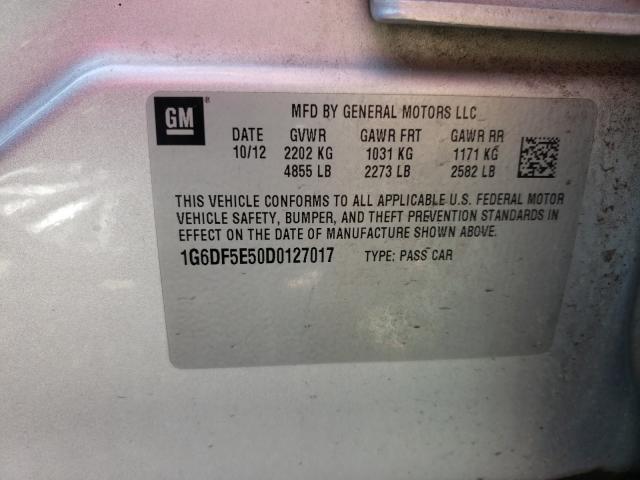 GM
MFD BY GENERAL MOTORS LLC
DATE GVWR GAWR FRT GAWR RR
10/12 2202 KG 1031 KG 1171 KG
4855 LB 2273 LB 2582 LB
THIS VEHICLE CONFORMS TO ALL APPLICABLE U.S. FEDERAL MOTOR
VEHICLE SAFETY, BUMPER, AND THEFT PREVENTION STANDARDS IN
EFFECT ON THE DATE OF MANUFACTURE SHOWN ABOVE.
1G6DF5E50D0127017 TYPE: PASS CAR